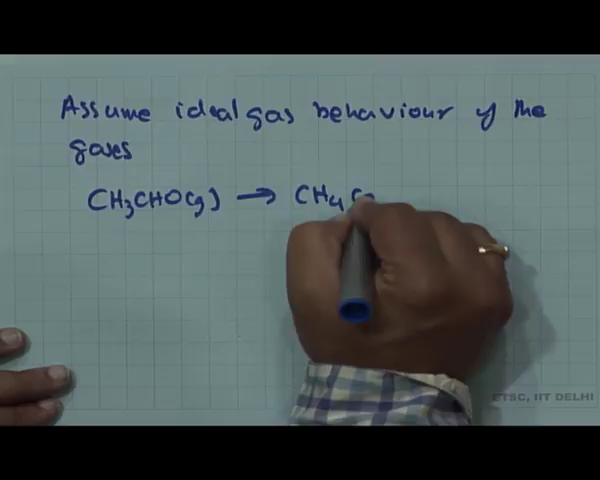 Assume ideal gas behaviour of the
gases
CH3CHO(g) → CH4(
ETSC, IIT DELHI